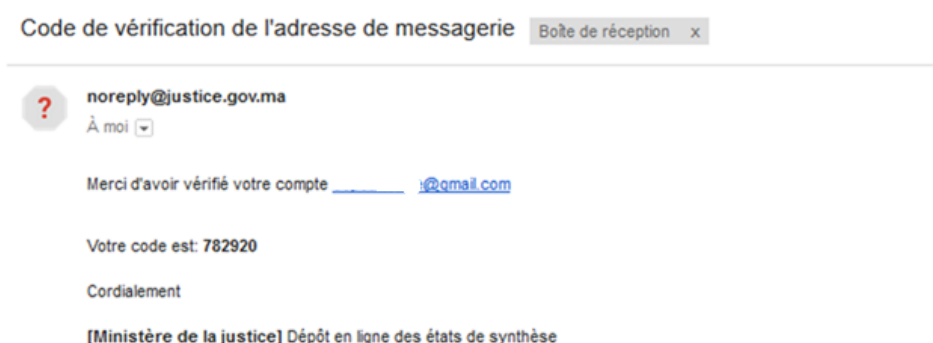 Code de vérification de l'adresse de messagerie Boîte de réception x
?
noreply@justice.gov.ma
À moi
Merci d'avoir vérifié votre compte @gmail.com
Votre code est: 782920
Cordialement
[Ministère de la justice] Dépôt en ligne des états de synthèse